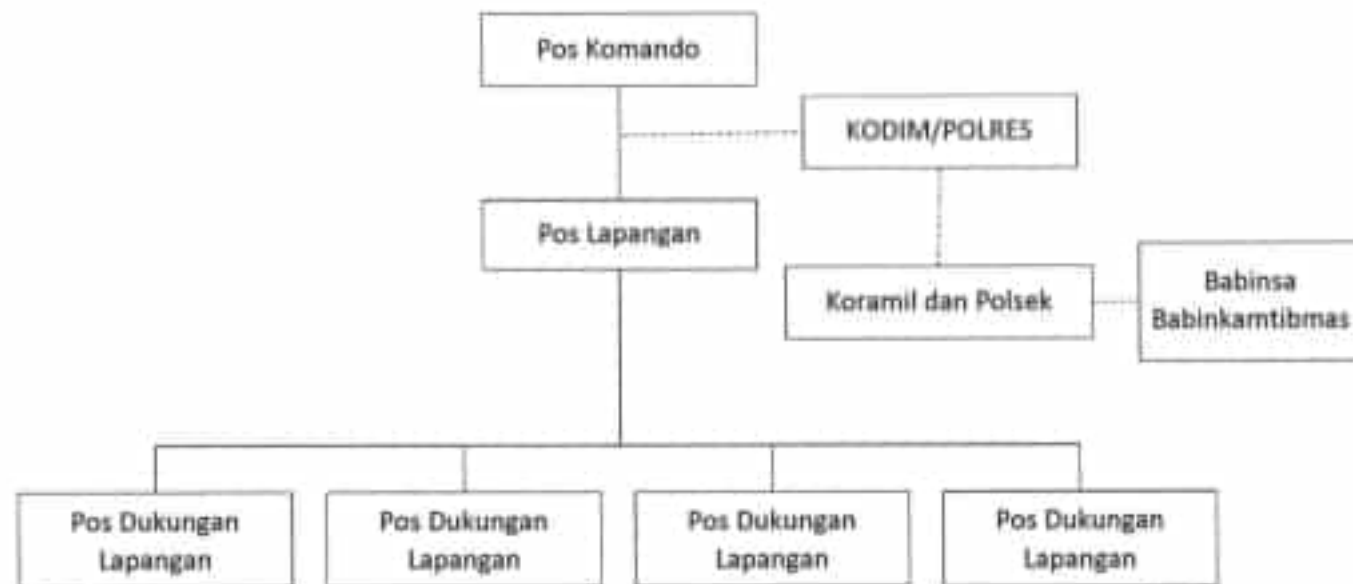 Pos Komando
KODIM/POLRES
Pos Lapangan
Koramil dan Polsek
Babinsa
Babinkamtibmas
Pos Dukungan
Lapangan
Pos Dukungan
Lapangan
Pos Dukungan
Lapangan
Pos Dukungan
Lapangan